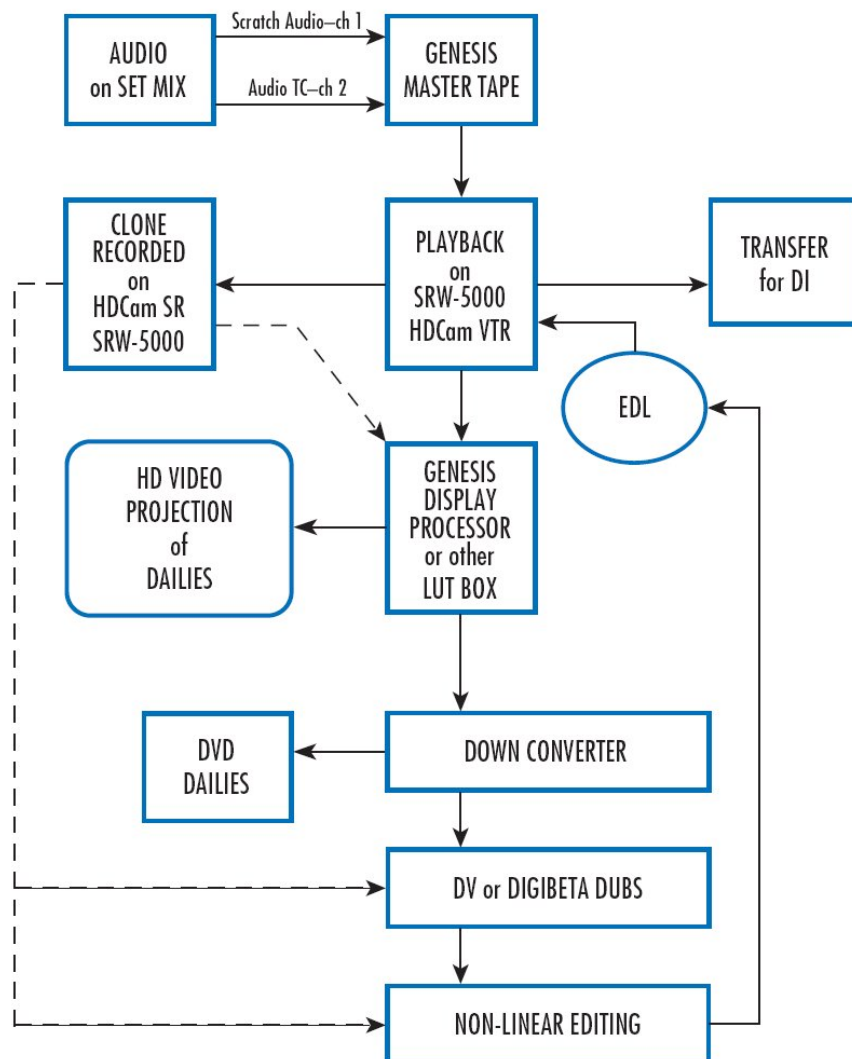 AUDIO
on SET MIX
Scratch Audio–ch 1
Audio TC–ch 2
GENESIS
MASTER TAPE
CLONE
RECORDED
on
HDCam SR
SRW-5000
PLAYBACK
on
SRW-5000
HDCam VTR
TRANSFER
for DI
EDL
HD VIDEO
PROJECTION
of
DAILIES
GENESIS
DISPLAY
PROCESSOR
or other
LUT BOX
DVD
DAILIES
DOWN CONVERTER
DV or DIGIBETA DUBS
NON-LINEAR EDITING